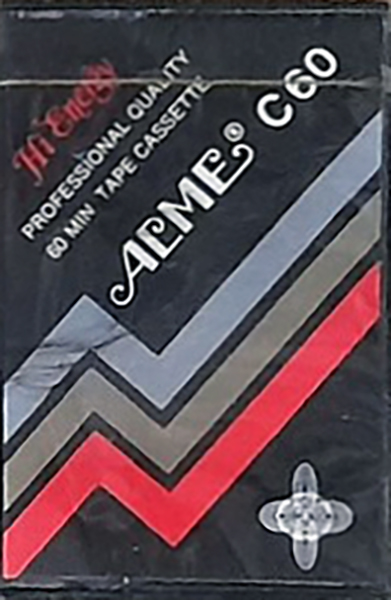 Hi Energy
PROFESSIONAL QUALITY
60 MIN TAPE CASSETTE
ACME® C60